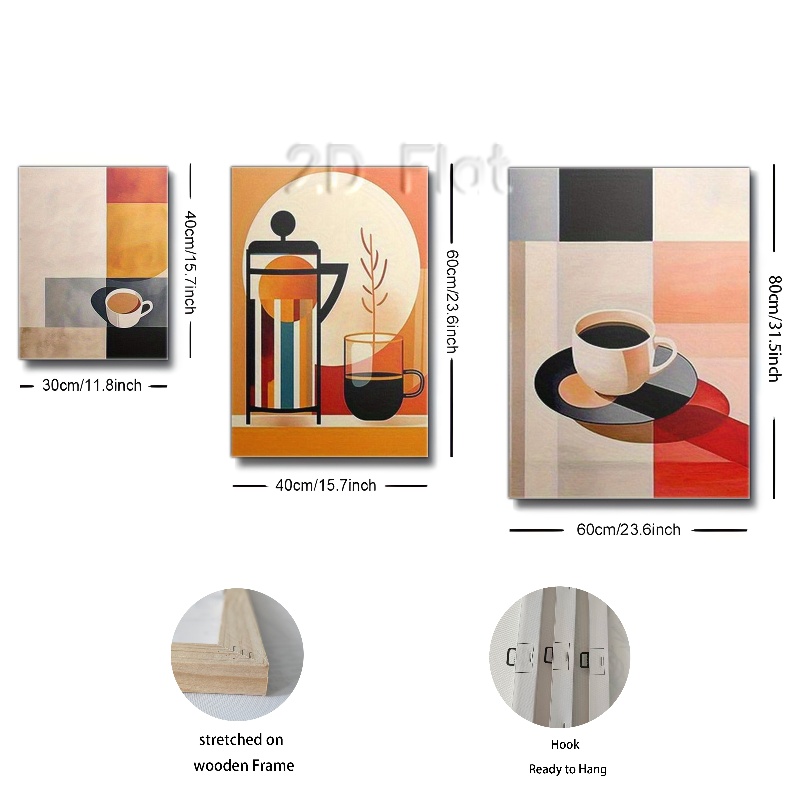 2D Flat
40cm/15.7inch
30cm/11.8inch
60cm/23.6inch
40cm/15.7inch
80cm/31.5inch
60cm/23.6inch
stretched on
wooden Frame
Hook
Ready to Hang